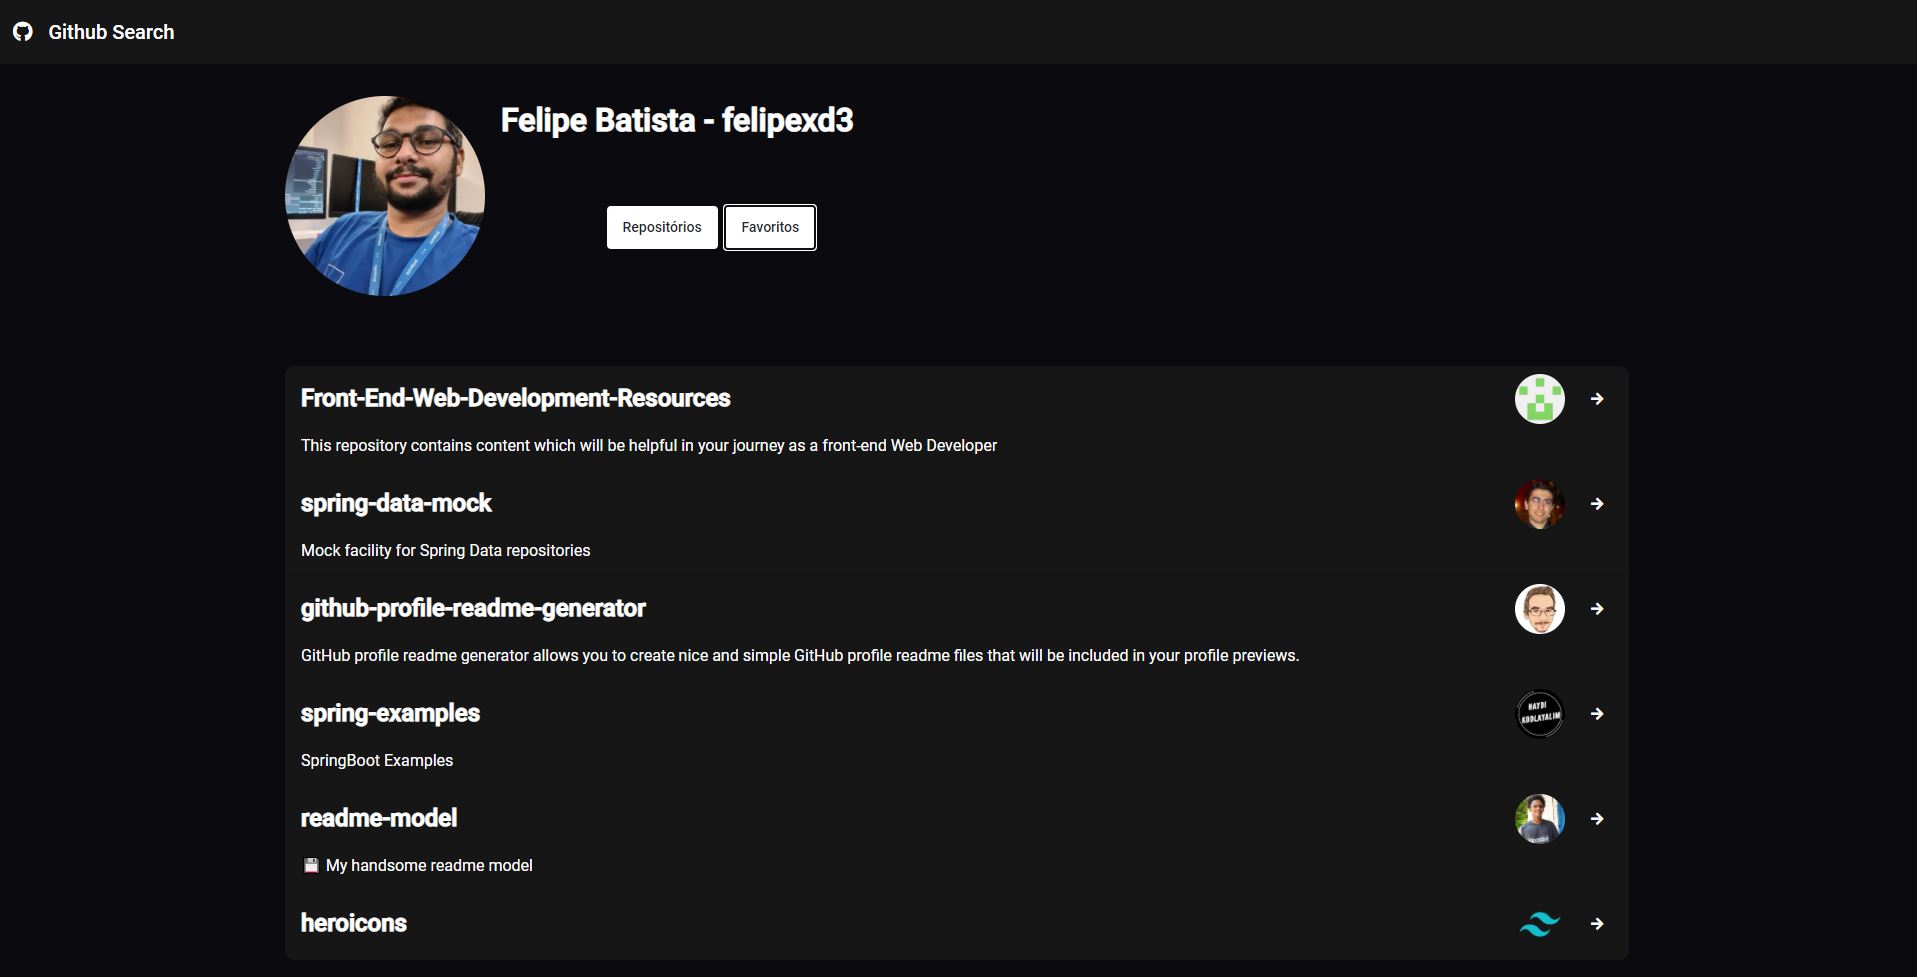 Github Search
Felipe Batista - felipexd3
Repositórios Favoritos
Front-End-Web-Development-Resources
This repository contains content which will be helpful in your journey as a front-end Web Developer
spring-data-mock
Mock facility for Spring Data repositories
github-profile-readme-generator
GitHub profile readme generator allows you to create nice and simple GitHub profile readme files that will be included in your profile previews.
spring-examples
HAYDI
KODLAYALIM
SpringBoot Examples
readme-model
💾 My handsome readme model
heroicons